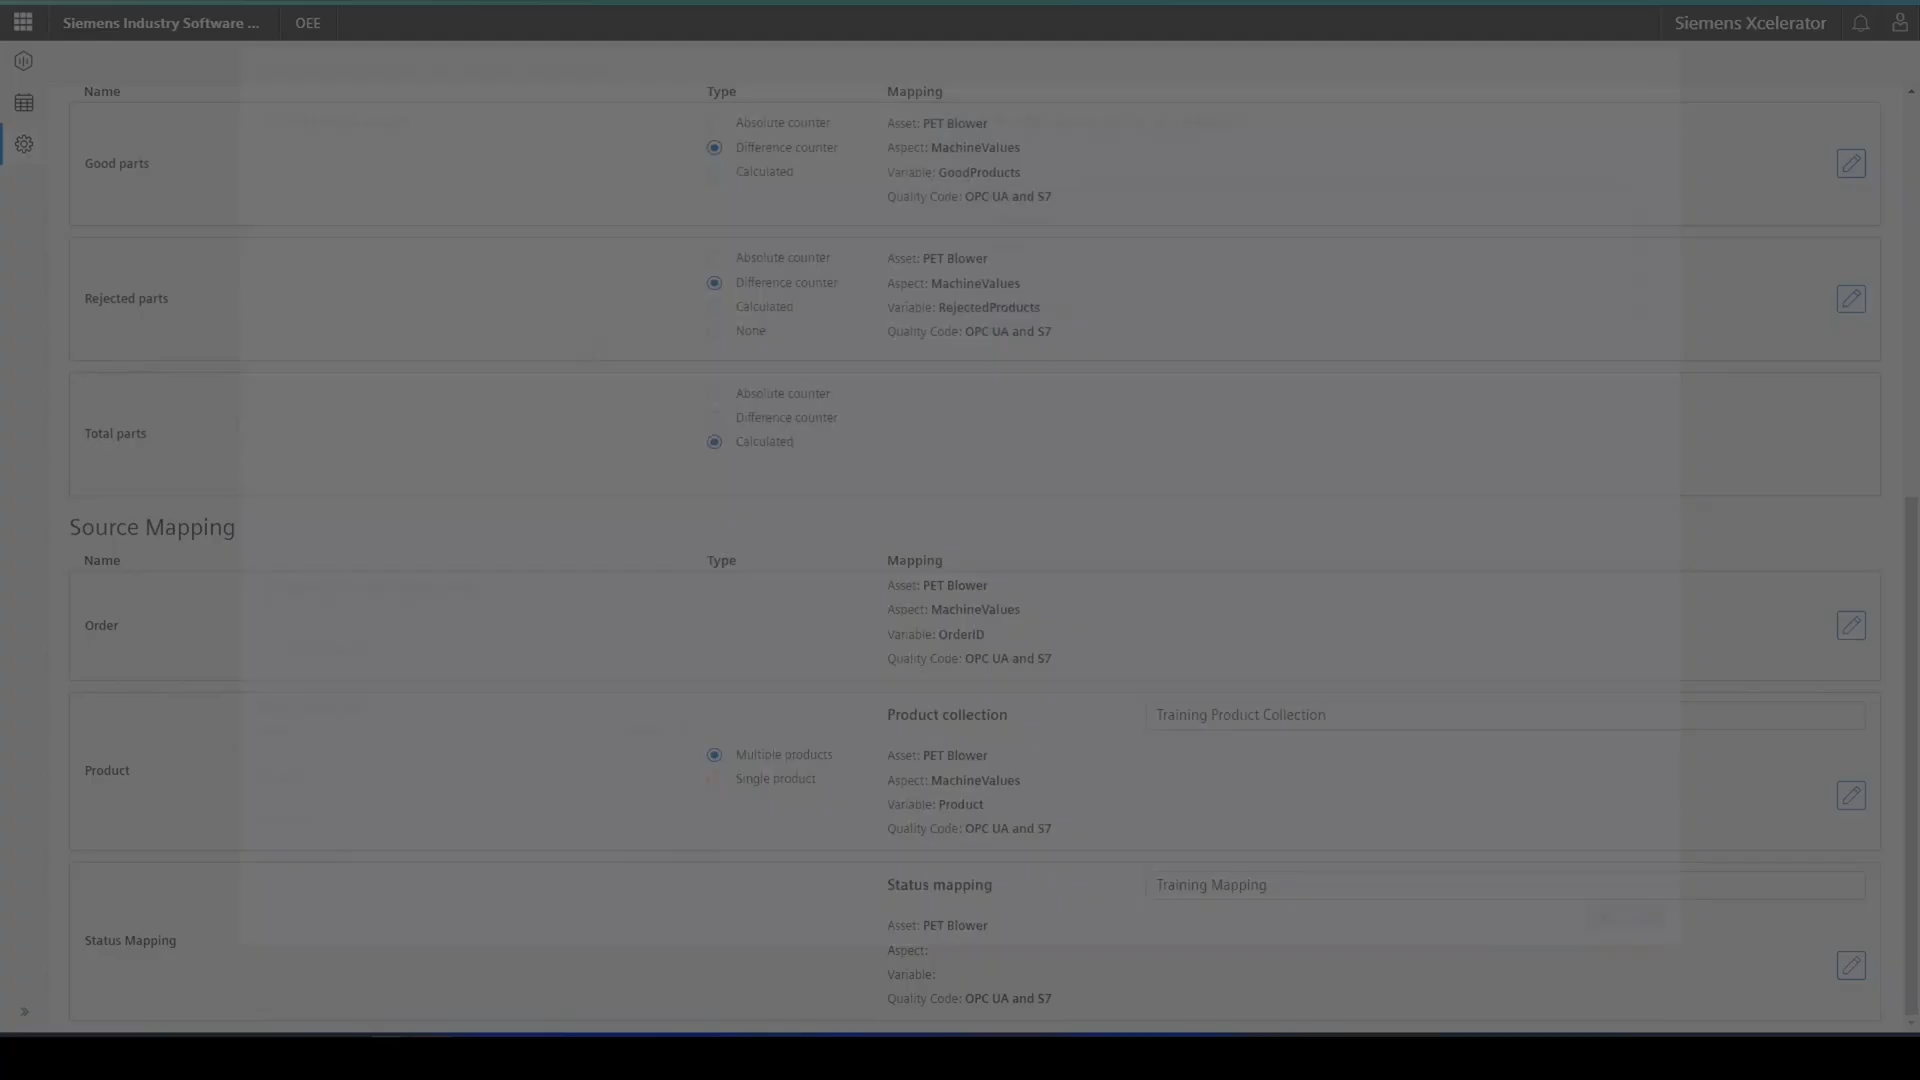 Siemens Industry Software ...
OEE
Siemens Xcelerator
Name
Type
Mapping
Good parts
Absolute counter
Difference counter
Calculated
Asset: PET Blower
Aspect: MachineValues
Variable: GoodProducts
Quality Code: OPC UA and S7
Rejected parts
Absolute counter
Difference counter
Calculated
None
Asset: PET Blower
Aspect: MachineValues
Variable: RejectedProducts
Quality Code: OPC UA and S7
Total parts
Absolute counter
Difference counter
Calculated
Source Mapping
Name
Type
Mapping
Order
Asset: PET Blower
Aspect: MachineValues
Variable: OrderID
Quality Code: OPC UA and S7
Product
Multiple products
Single product
Product collection
Training Product Collection
Asset: PET Blower
Aspect: MachineValues
Variable: Product
Quality Code: OPC UA and S7
Status Mapping
Status mapping
Training Mapping
Asset: PET Blower
Aspect:
Variable:
Quality Code: OPC UA and S7